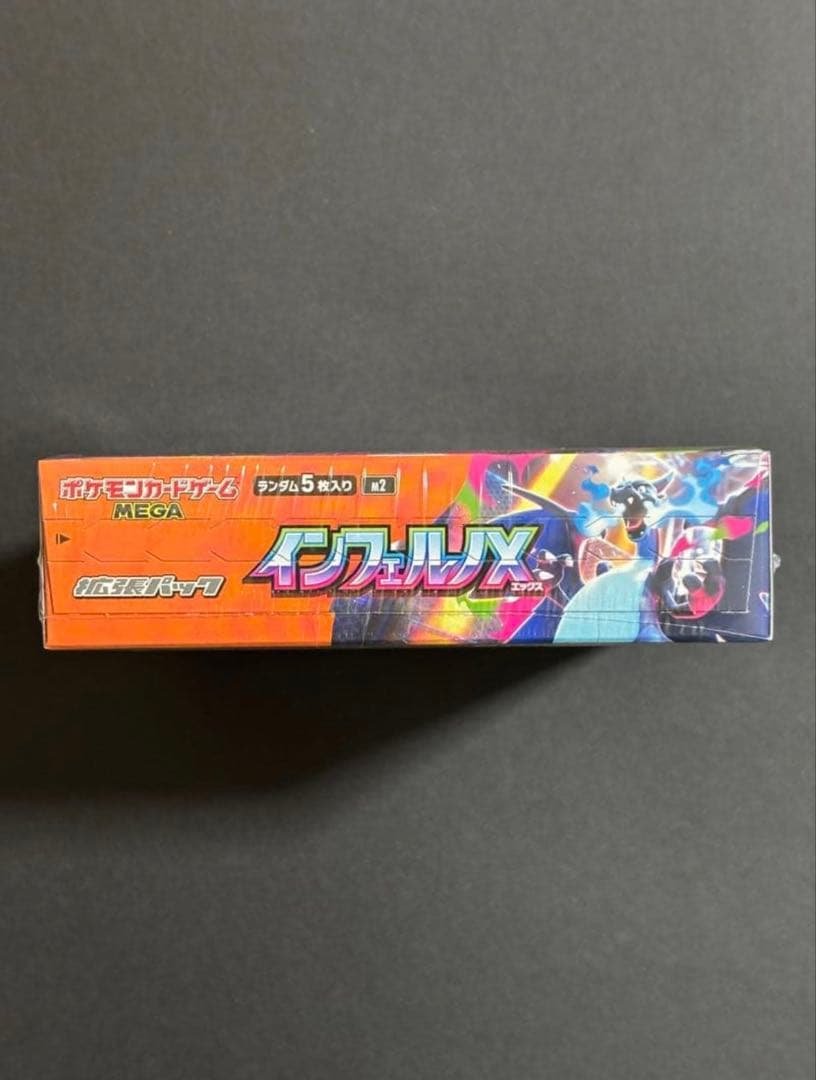 ポケモンカードゲーム
MEGA
ランダム5枚入り
M2
拡張パック
インフェルノX
エックス